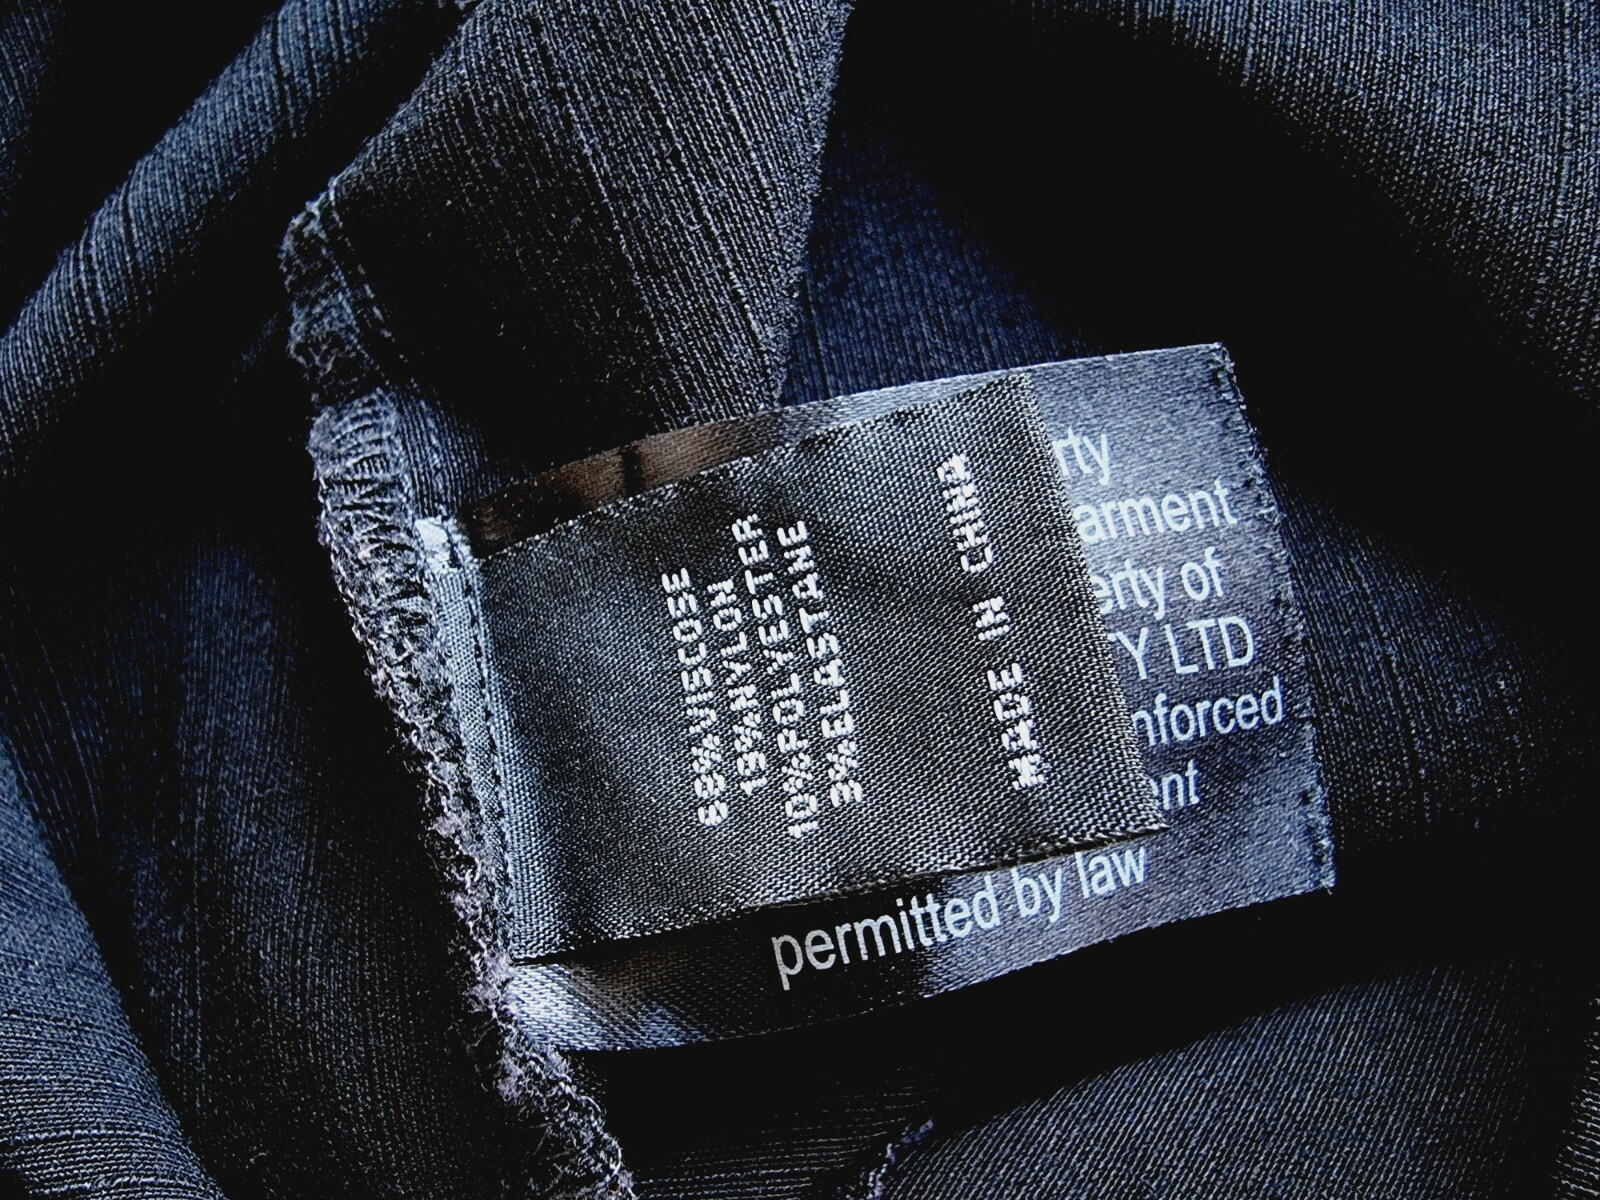 68%VISCOSE
19%NYLON
10%POLYESTER
3%ELASTANE
MADE IN CHINA
rty
arment
erty of
Y LTD
nforced
ent
permitted by law